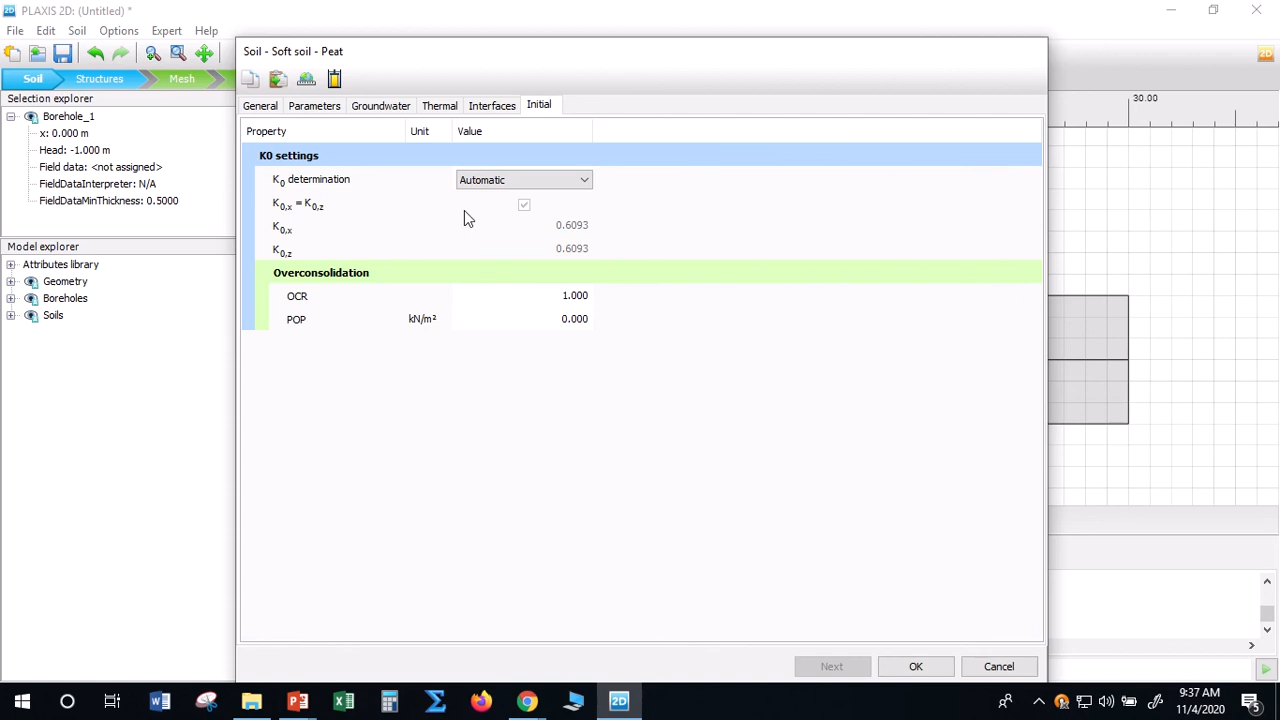 PLAXIS 2D: (Untitled) *
File Edit Soil Options Expert Help
Soil Structures Mesh
Selection explorer
Borehole_1
x: 0.000 m
Head: -1.000 m
Field data: <not assigned>
FieldDataInterpreter: N/A
FieldDataMinThickness: 0.5000
Model explorer
Attributes library
Geometry
Boreholes
Soils
Soil - Soft soil - Peat
General Parameters Groundwater Thermal Interfaces Initial
Property Unit Value
K0 settings
K0 determination Automatic
K0,x = K0,z
K0,x 0.6093
K0,z 0.6093
Overconsolidation
OCR 1.000
POP kN/m² 0.000
Next OK Cancel
30.00
2D
9:37 AM
11/4/2020
5